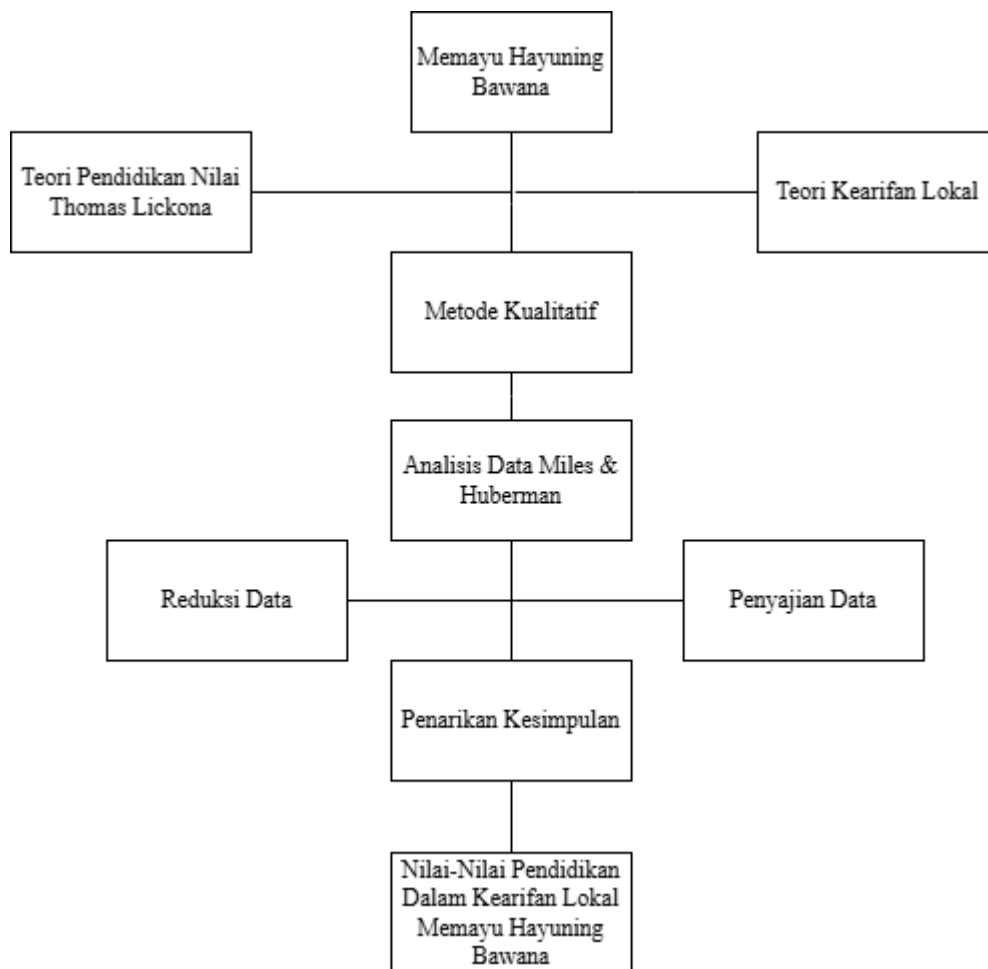 Memayu Hayuning
Bawana
Teori Pendidikan Nilai
Thomas Lickona
Teori Kearifan Lokal
Metode Kualitatif
Analisis Data Miles &
Huberman
Reduksi Data
Penyajian Data
Penarikan Kesimpulan
Nilai-Nilai Pendidikan
Dalam Kearifan Lokal
Memayu Hayuning
Bawana